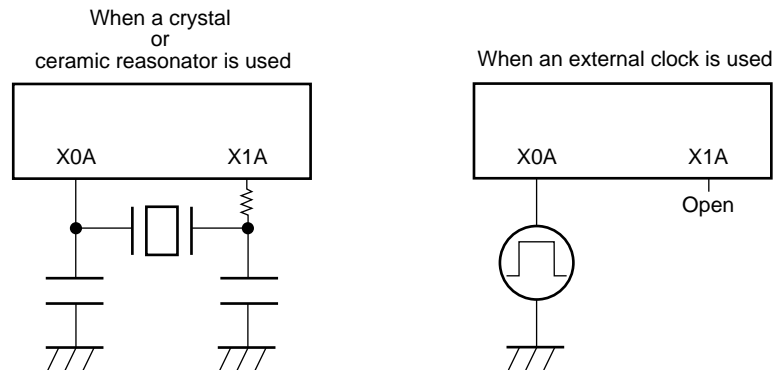 When a crystal
or
ceramic reasonator is used
X0A
X1A
When an external clock is used
X0A
X1A
Open